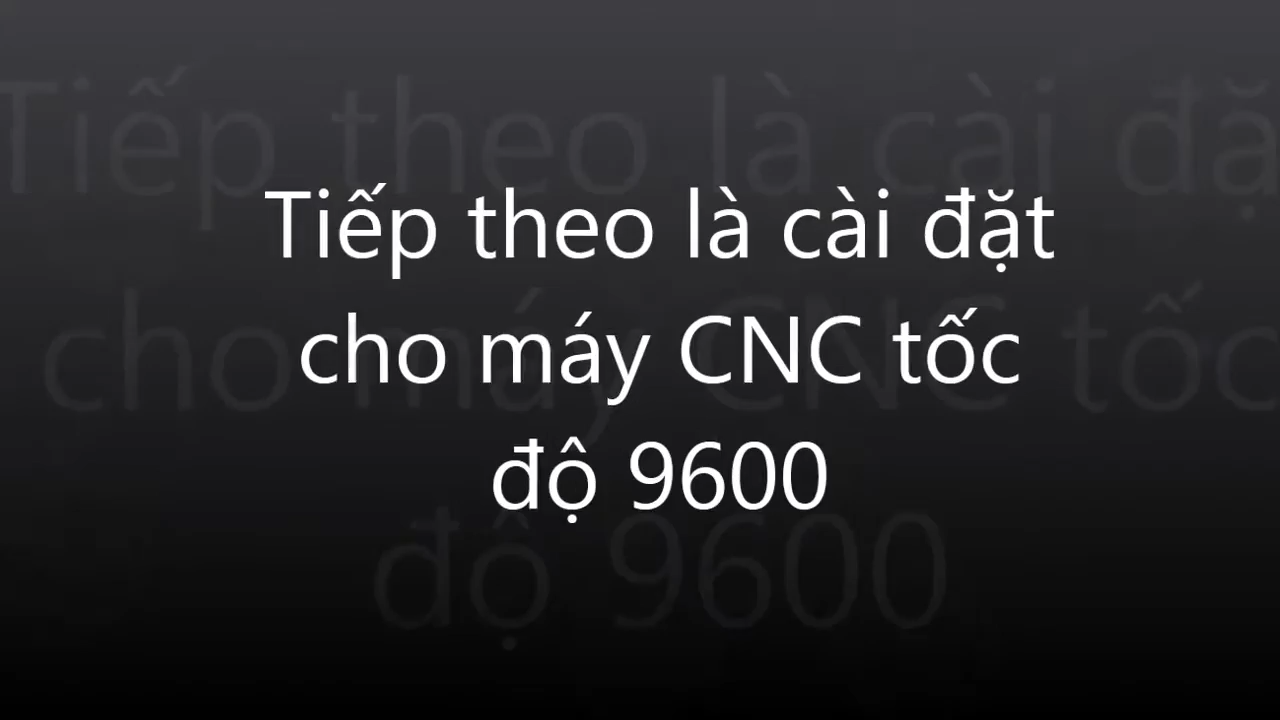 Tiếp theo là cài đặt
cho máy CNC tốc
độ 9600